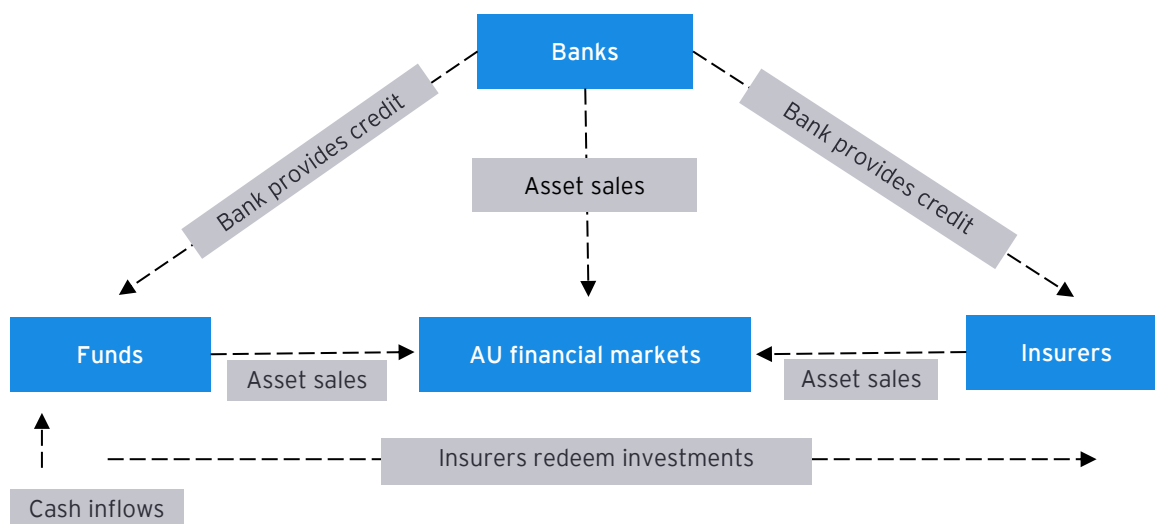 Banks
Bank provides credit
Asset sales
Bank provides credit
Funds
AU financial markets
Insurers
Asset sales
Asset sales
Insurers redeem investments
Cash inflows